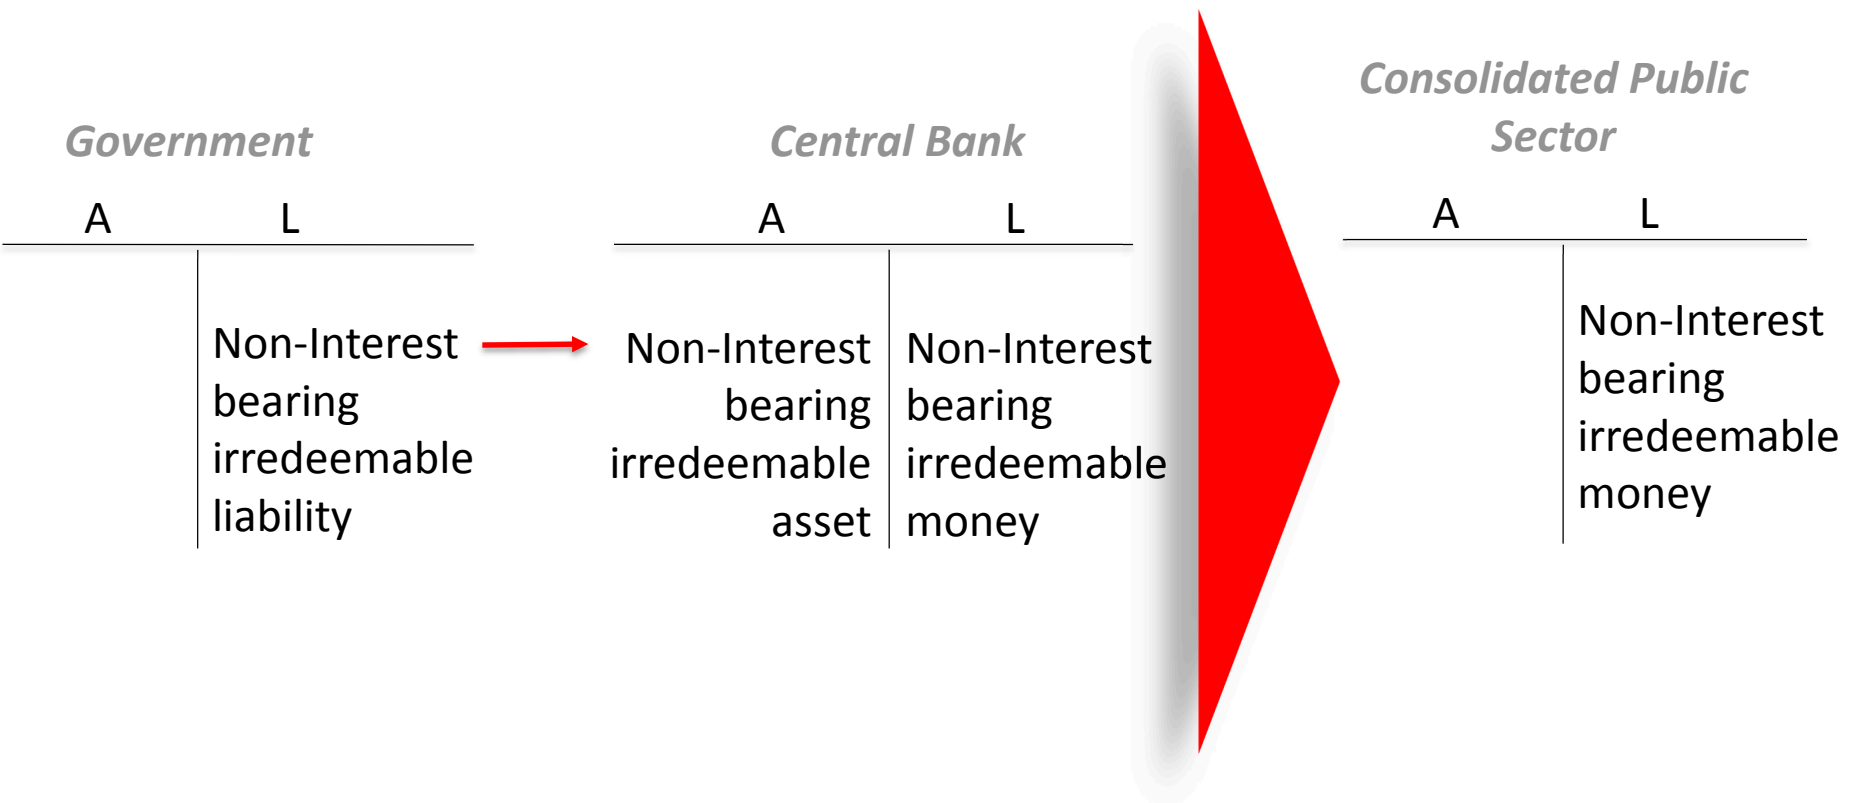 Government
A L
Non-Interest
bearing
irredeemable
liability
Central Bank
A L
Non-Interest
bearing
irredeemable
asset
Non-Interest
bearing
irredeemable
money
Consolidated Public
Sector
A L
Non-Interest
bearing
irredeemable
money